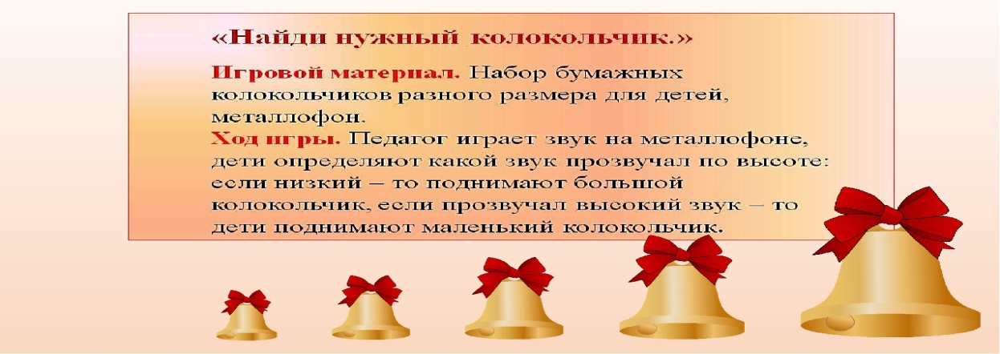 «Найди нужный колокольчик.»
Игровой материал. Набор бумажных
колокольчиков разного размера для детей,
металлофон.
Ход игры. Педагог играет звук на металлофоне,
дети определяют какой звук прозвучал по высоте:
если низкий – то поднимают большой
колокольчик, если прозвучал высокий звук – то
дети поднимают маленький колокольчик.